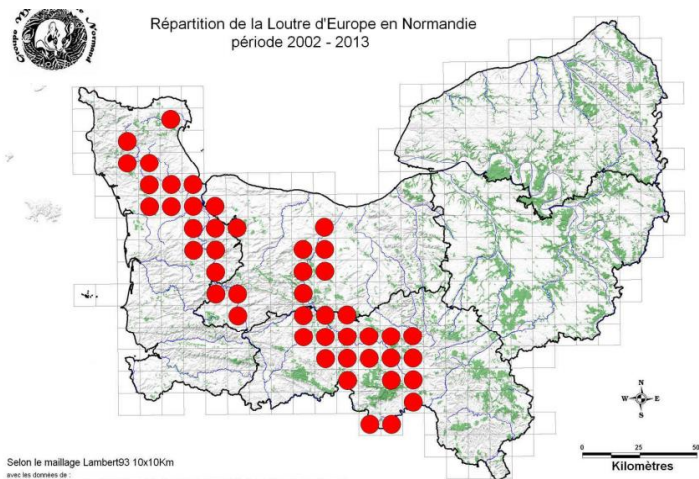 Répartition de la Loutre d'Europe en Normandie
période 2002 - 2013
N
W E
S
0 25 50
Kilomètres
Selon le maillage Lambert93 10x10Km
avec les données de :